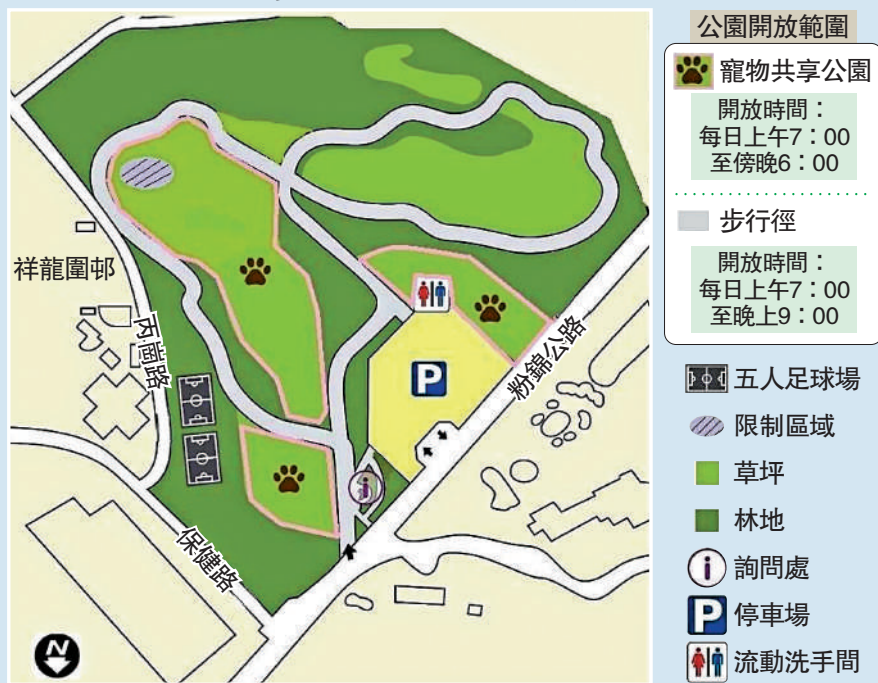 公園開放範圍
寵物共享公園
開放時間：
每日上午7：00
至傍晚6：00
步行徑
開放時間：
每日上午7：00
至晚上9：00
五人足球場
限制區域
草坪
林地
i 詢問處
P 停車場
流動洗手間
祥龍圍邨
丙崗路
保健路
粉錦公路
P
i
N